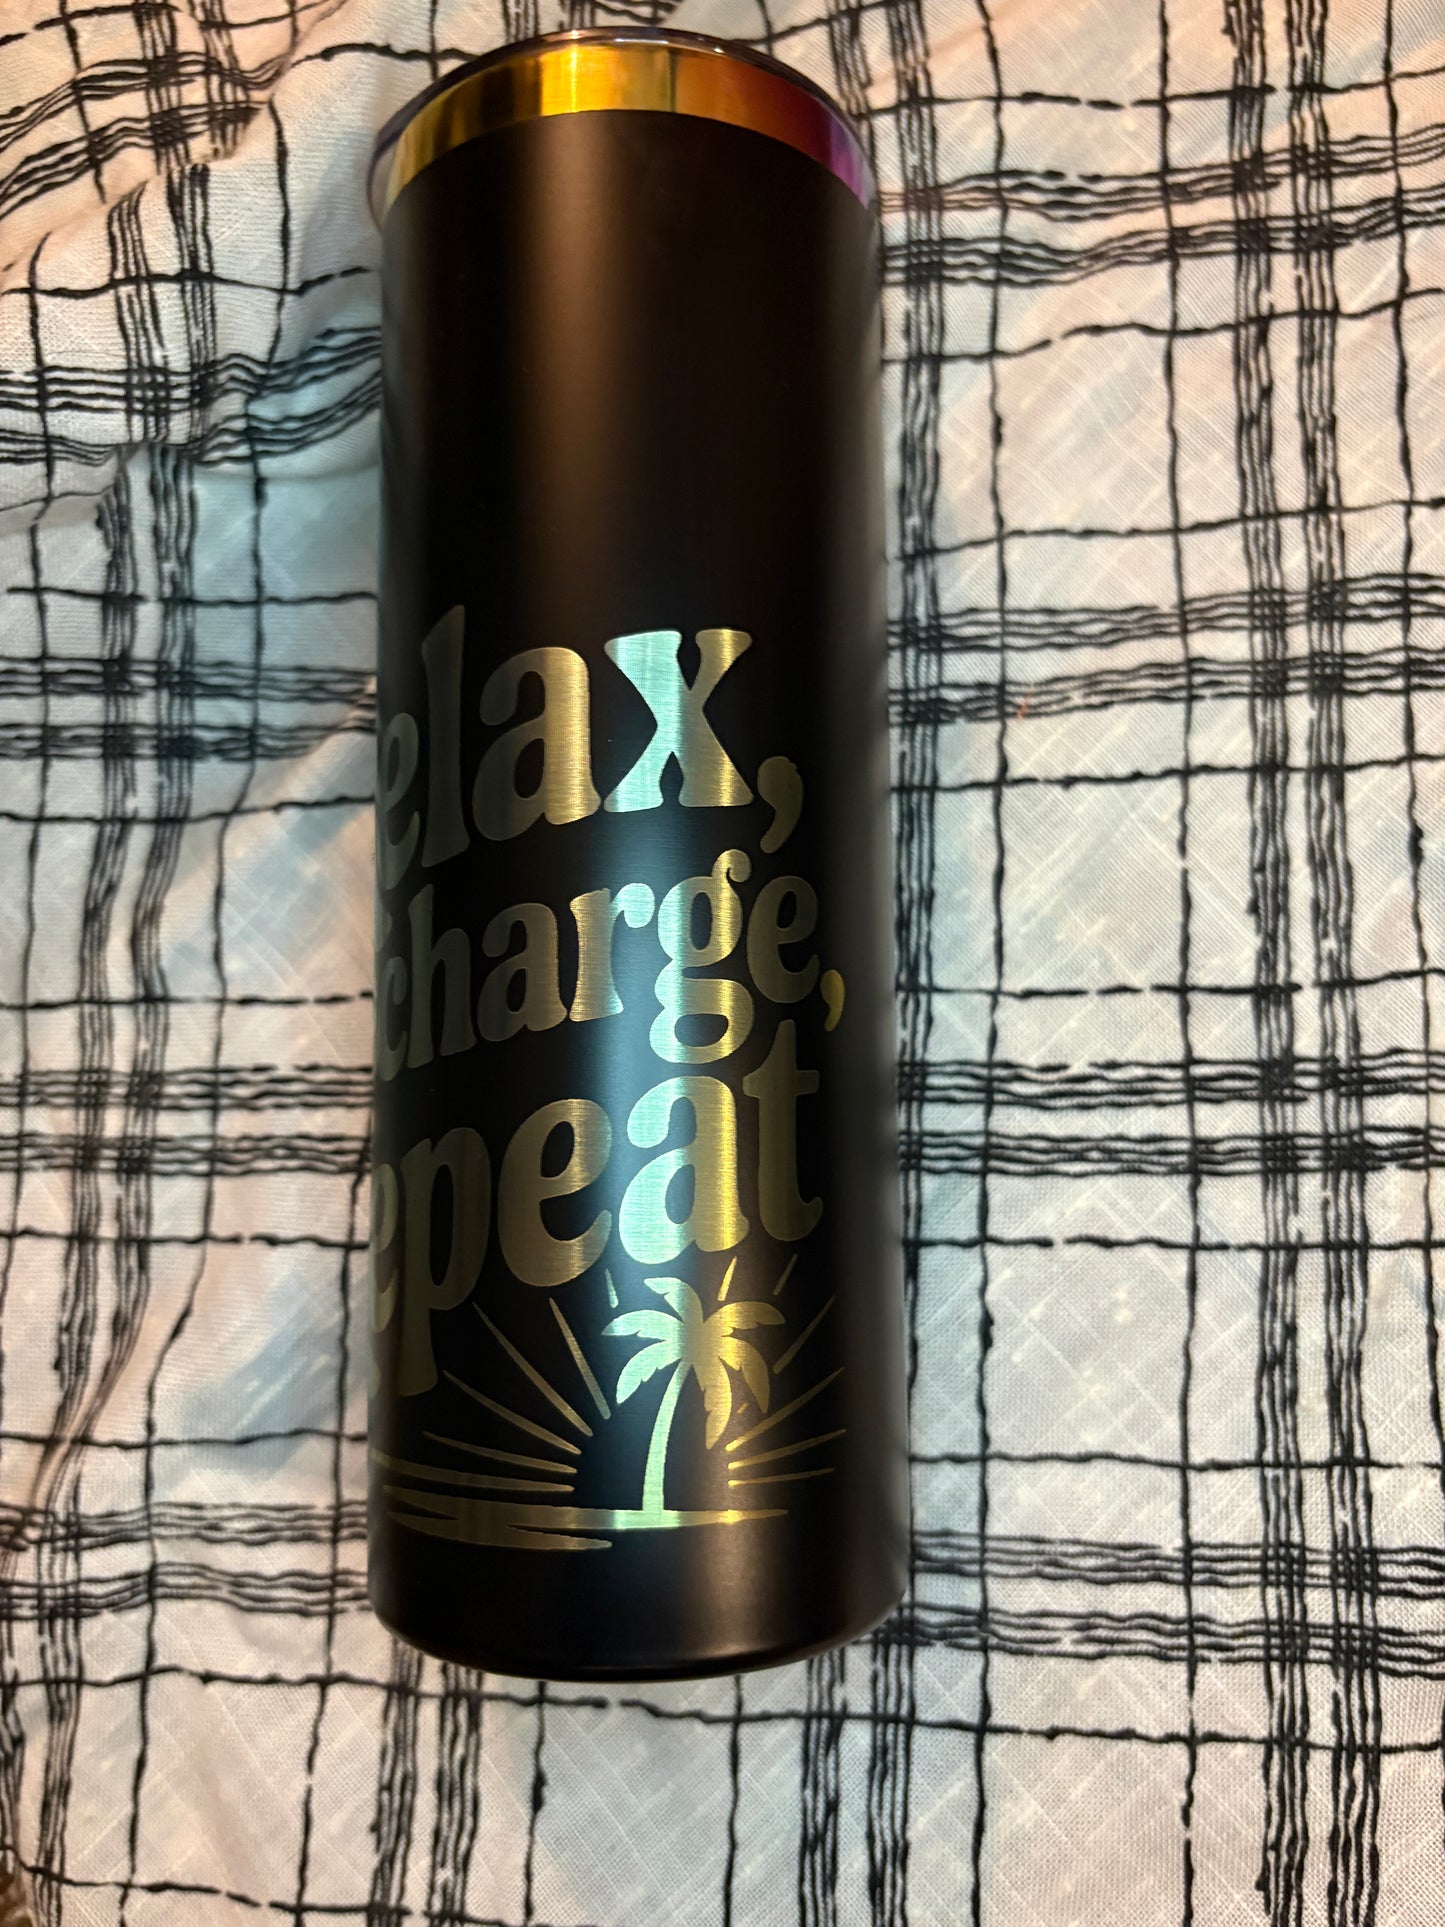 elax,
charge,
epeat